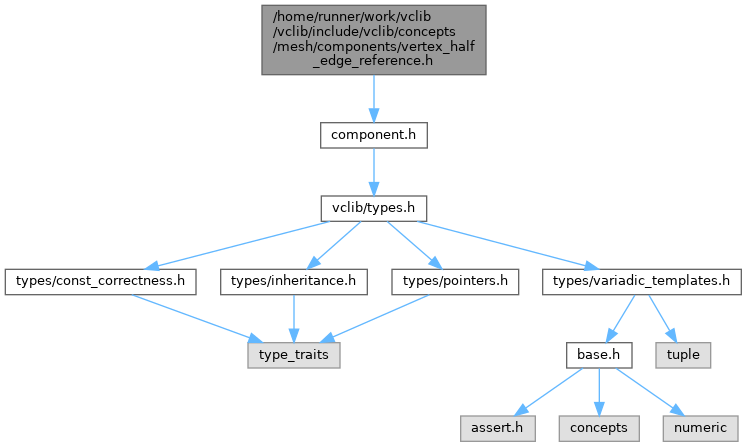 /home/runner/work/vclib
/vclib/include/vclib/concepts
/mesh/components/vertex_half
_edge_reference.h
component.h
vclib/types.h
types/const_correctness.h
types/inheritance.h
types/pointers.h
types/variadic_templates.h
type_traits
base.h
tuple
assert.h
concepts
numeric